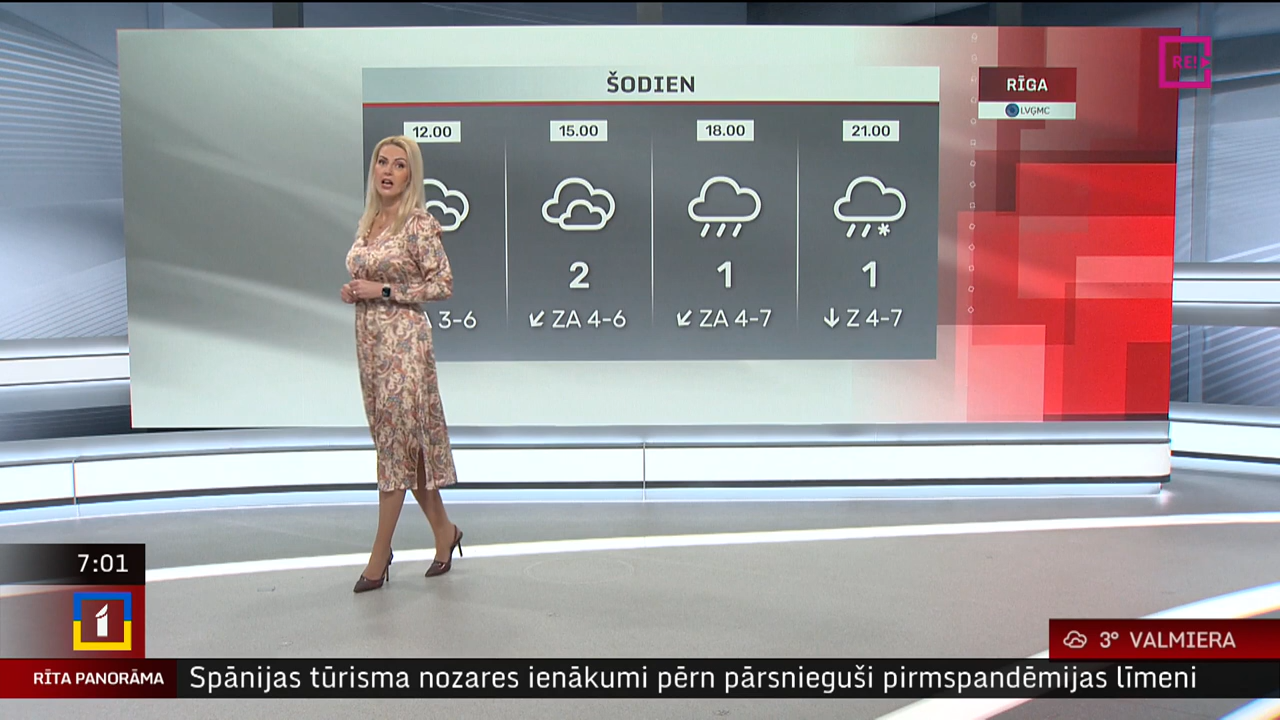 ŠODIEN
RE!
RĪGA
LVĢMC
12.00
15.00
18.00
21.00
2
1
1
3-6
ZA 4-6
ZA 4-7
Z 4-7
7:01
1
3° VALMIERA
RĪTA PANORĀMA
Spānijas tūrisma nozares ienākumi pērn pārsnieguši pirmspandēmijas līmeni